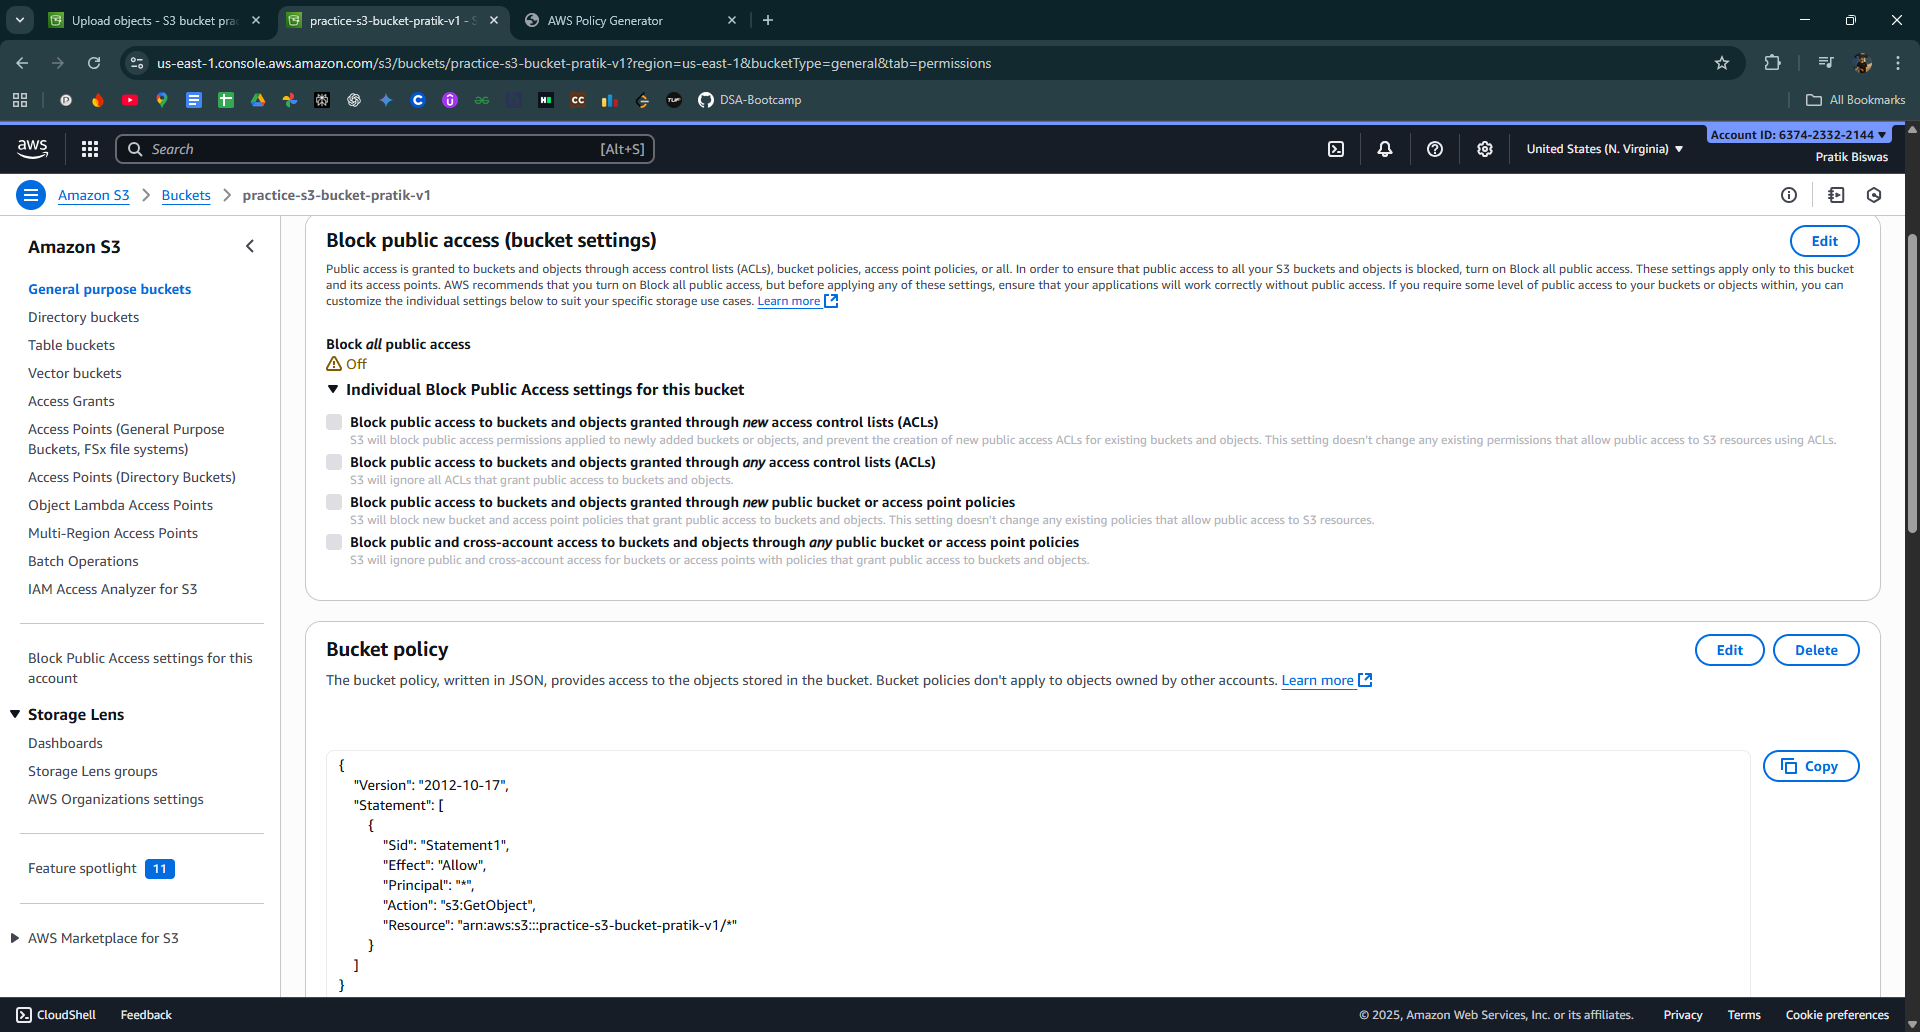 Upload objects - S3 bucket pra
practice-s3-bucket-pratik-v1 - S
AWS Policy Generator
us-east-1.console.aws.amazon.com/s3/buckets/practice-s3-bucket-pratik-v1?region=us-east-1&bucketType=general&tab=permissions
DSA-Bootcamp
All Bookmarks
aws
Search
[Alt+S]
United States (N. Virginia)
Account ID: 6374-2332-2144
Pratik Biswas
Amazon S3
Buckets
practice-s3-bucket-pratik-v1
Amazon S3
General purpose buckets
Directory buckets
Table buckets
Vector buckets
Access Grants
Access Points (General Purpose
Buckets, FSx file systems)
Access Points (Directory Buckets)
Object Lambda Access Points
Multi-Region Access Points
Batch Operations
IAM Access Analyzer for S3
Block Public Access settings for this
account
Storage Lens
Dashboards
Storage Lens groups
AWS Organizations settings
Feature spotlight 11
AWS Marketplace for S3
Block public access (bucket settings)
Edit
Public access is granted to buckets and objects through access control lists (ACLs), bucket policies, access point policies, or all. In order to ensure that public access to all your S3 buckets and objects is blocked, turn on Block all public access. These settings apply only to this bucket
and its access points. AWS recommends that you turn on Block all public access, but before applying any of these settings, ensure that your applications will work correctly without public access. If you require some level of public access to your buckets or objects within, you can
customize the individual settings below to suit your specific storage use cases. Learn more
Block all public access
Off
Individual Block Public Access settings for this bucket
Block public access to buckets and objects granted through new access control lists (ACLs)
S3 will block public access permissions applied to newly added buckets or objects, and prevent the creation of new public access ACLs for existing buckets and objects. This setting doesn't change any existing permissions that allow public access to S3 resources using ACLs.
Block public access to buckets and objects granted through any access control lists (ACLs)
S3 will ignore all ACLs that grant public access to buckets and objects.
Block public access to buckets and objects granted through new public bucket or access point policies
S3 will block new bucket and access point policies that grant public access to buckets and objects. This setting doesn't change any existing policies that allow public access to S3 resources.
Block public and cross-account access to buckets and objects through any public bucket or access point policies
S3 will ignore public and cross-account access for buckets or access points with policies that grant public access to buckets and objects.
Bucket policy
Edit
Delete
The bucket policy, written in JSON, provides access to the objects stored in the bucket. Bucket policies don't apply to objects owned by other accounts. Learn more
Copy
{
"Version": "2012-10-17",
"Statement": [
{
"Sid": "Statement1",
"Effect": "Allow",
"Principal": "*",
"Action": "s3:GetObject",
"Resource": "arn:aws:s3:::practice-s3-bucket-pratik-v1/*"
}
]
}
CloudShell
Feedback
© 2025, Amazon Web Services, Inc. or its affiliates.
Privacy
Terms
Cookie preferences